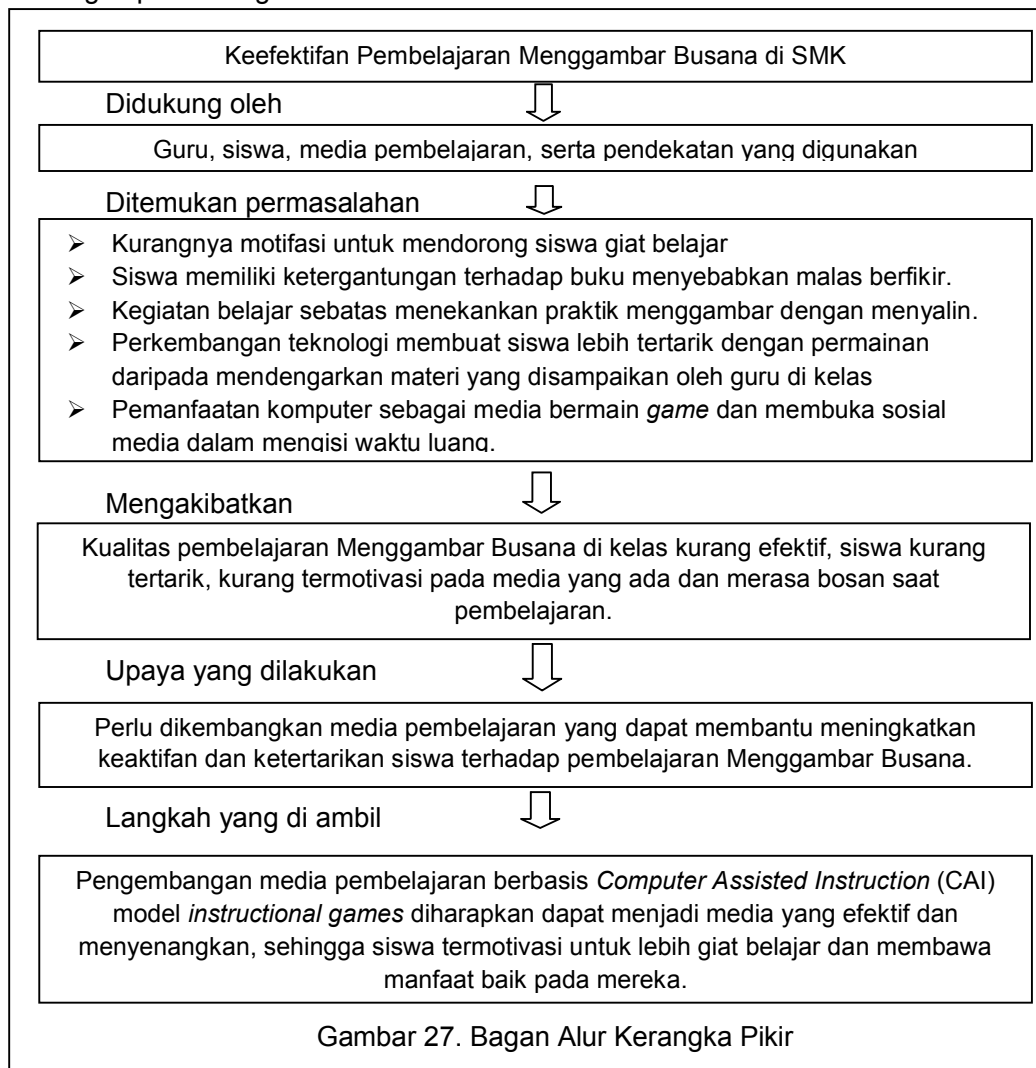 Keefektifan Pembelajaran Menggambar Busana di SMK
Didukung oleh
Guru, siswa, media pembelajaran, serta pendekatan yang digunakan
Ditemukan permasalahan
➢ Kurangnya motifasi untuk mendorong siswa giat belajar
➢ Siswa memiliki ketergantungan terhadap buku menyebabkan malas berfikir.
➢ Kegiatan belajar sebatas menekankan praktik menggambar dengan menyalin.
➢ Perkembangan teknologi membuat siswa lebih tertarik dengan permainan
daripada mendengarkan materi yang disampaikan oleh guru di kelas
➢ Pemanfaatan komputer sebagai media bermain game dan membuka sosial
media dalam mengisi waktu luang.
Mengakibatkan
Kualitas pembelajaran Menggambar Busana di kelas kurang efektif, siswa kurang
tertarik, kurang termotivasi pada media yang ada dan merasa bosan saat
pembelajaran.
Upaya yang dilakukan
Perlu dikembangkan media pembelajaran yang dapat membantu meningkatkan
keaktifan dan ketertarikan siswa terhadap pembelajaran Menggambar Busana.
Langkah yang di ambil
Pengembangan media pembelajaran berbasis Computer Assisted Instruction (CAI)
model instructional games diharapkan dapat menjadi media yang efektif dan
menyenangkan, sehingga siswa termotivasi untuk lebih giat belajar dan membawa
manfaat baik pada mereka.
Gambar 27. Bagan Alur Kerangka Pikir